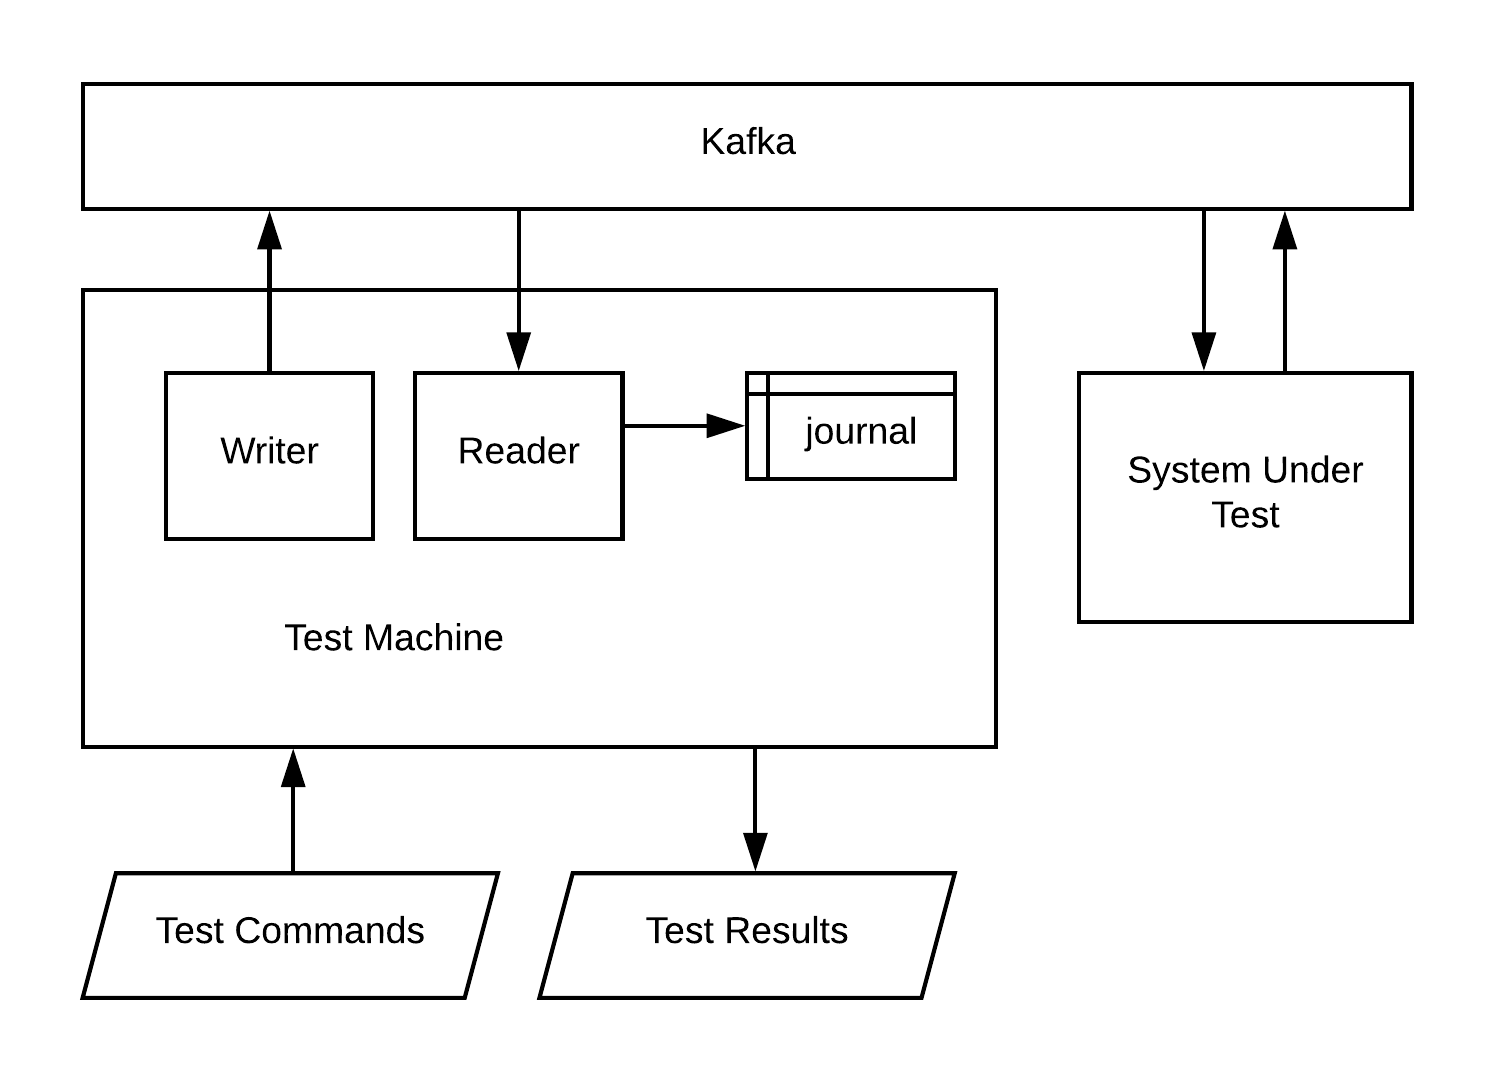 Kafka
Writer
Reader
journal
System Under
Test
Test Machine
Test Commands
Test Results